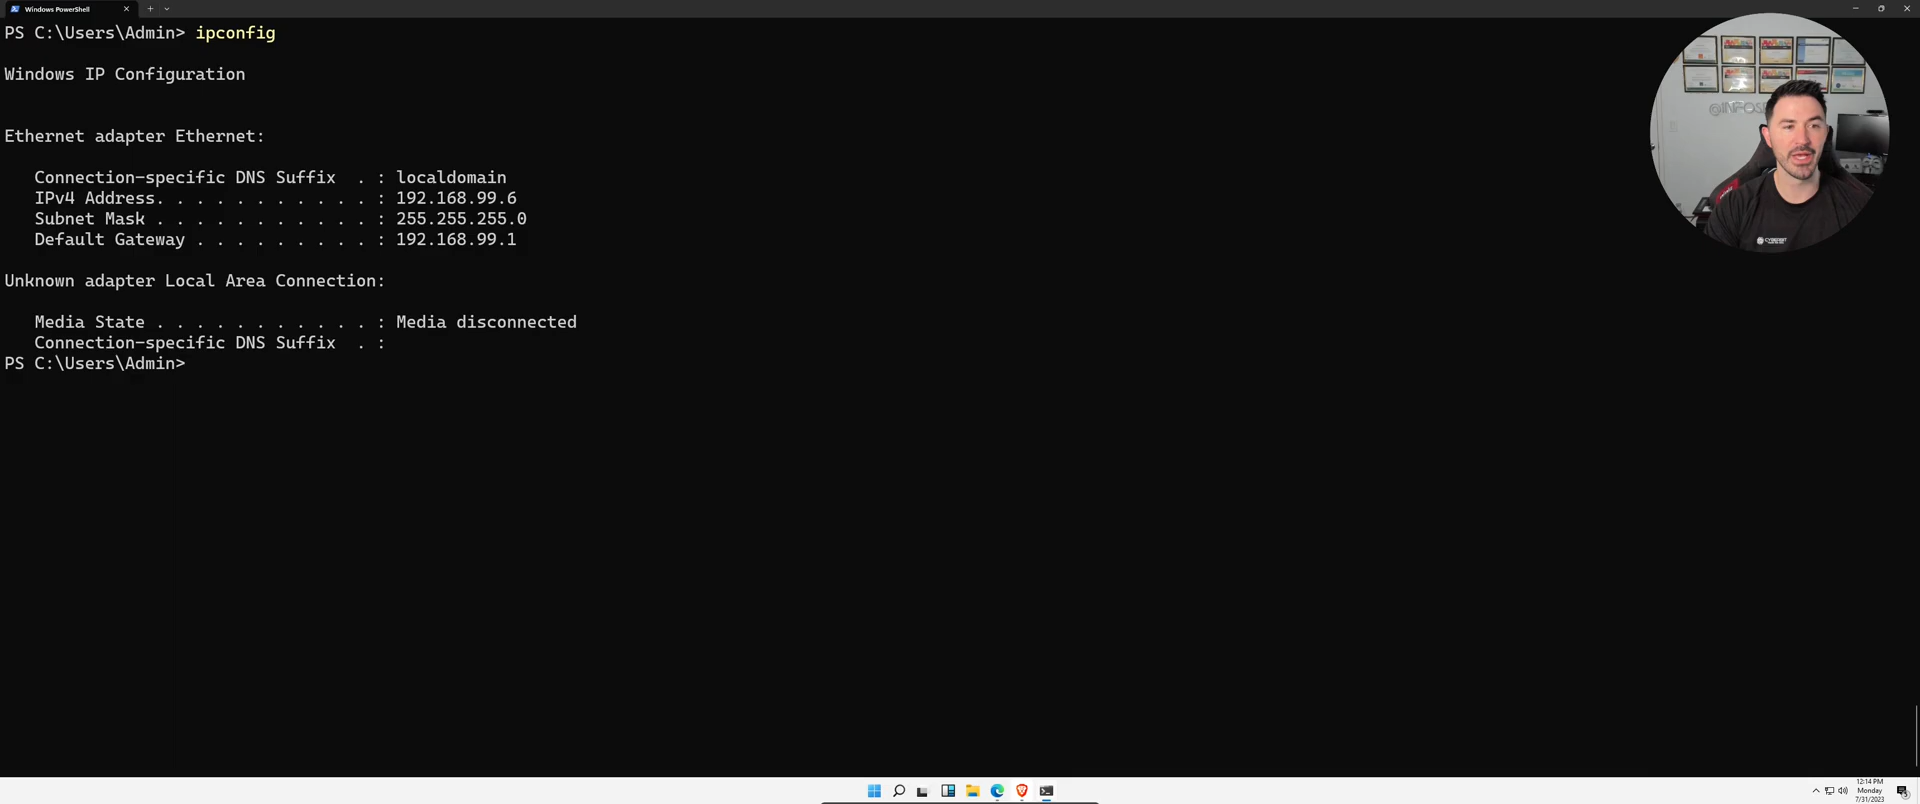 Windows PowerShell
PS C:\Users\Admin> ipconfig
Windows IP Configuration
Ethernet adapter Ethernet:
Connection-specific DNS Suffix . : localdomain
IPv4 Address. . . . . . . . . . . : 192.168.99.6
Subnet Mask . . . . . . . . . . . : 255.255.255.0
Default Gateway . . . . . . . . . : 192.168.99.1
Unknown adapter Local Area Connection:
Media State . . . . . . . . . . . : Media disconnected
Connection-specific DNS Suffix . :
PS C:\Users\Admin>
12:14 PM
Monday
7/31/2023